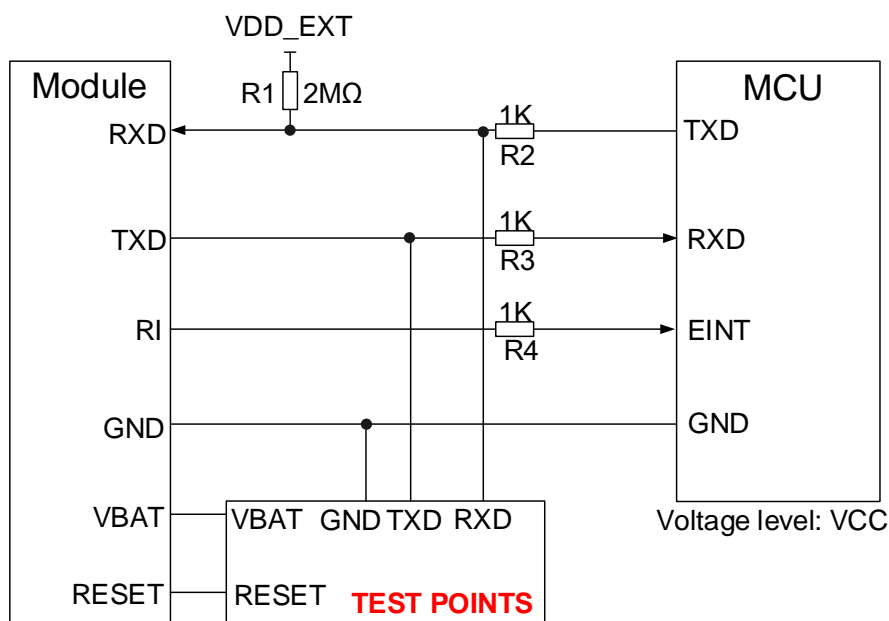 VDD_EXT
Module
R1 2MΩ
MCU
RXD
1K
TXD
R2
TXD
1K
RXD
R3
RI
1K
EINT
R4
GND
GND
VBAT
VBAT GND TXD RXD
Voltage level: VCC
RESET
RESET
TEST POINTS